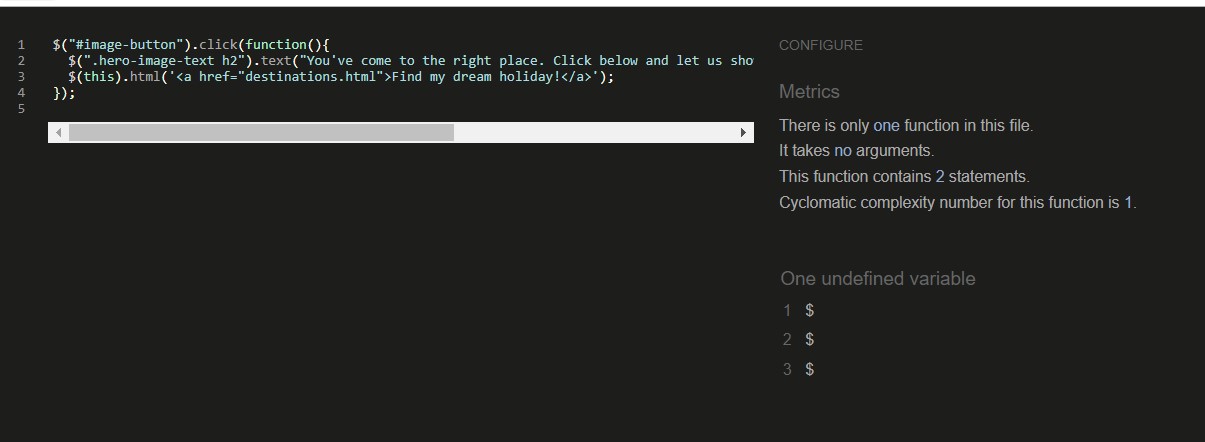 1 $("#image-button").click(function(){
2 $(".hero-image-text h2").text("You've come to the right place. Click below and let us sho
3 $(this).html('<a href="destinations.html">Find my dream holiday!</a>');
4 });
5
CONFIGURE
Metrics
There is only one function in this file.
It takes no arguments.
This function contains 2 statements.
Cyclomatic complexity number for this function is 1.
One undefined variable
1 $
2 $
3 $